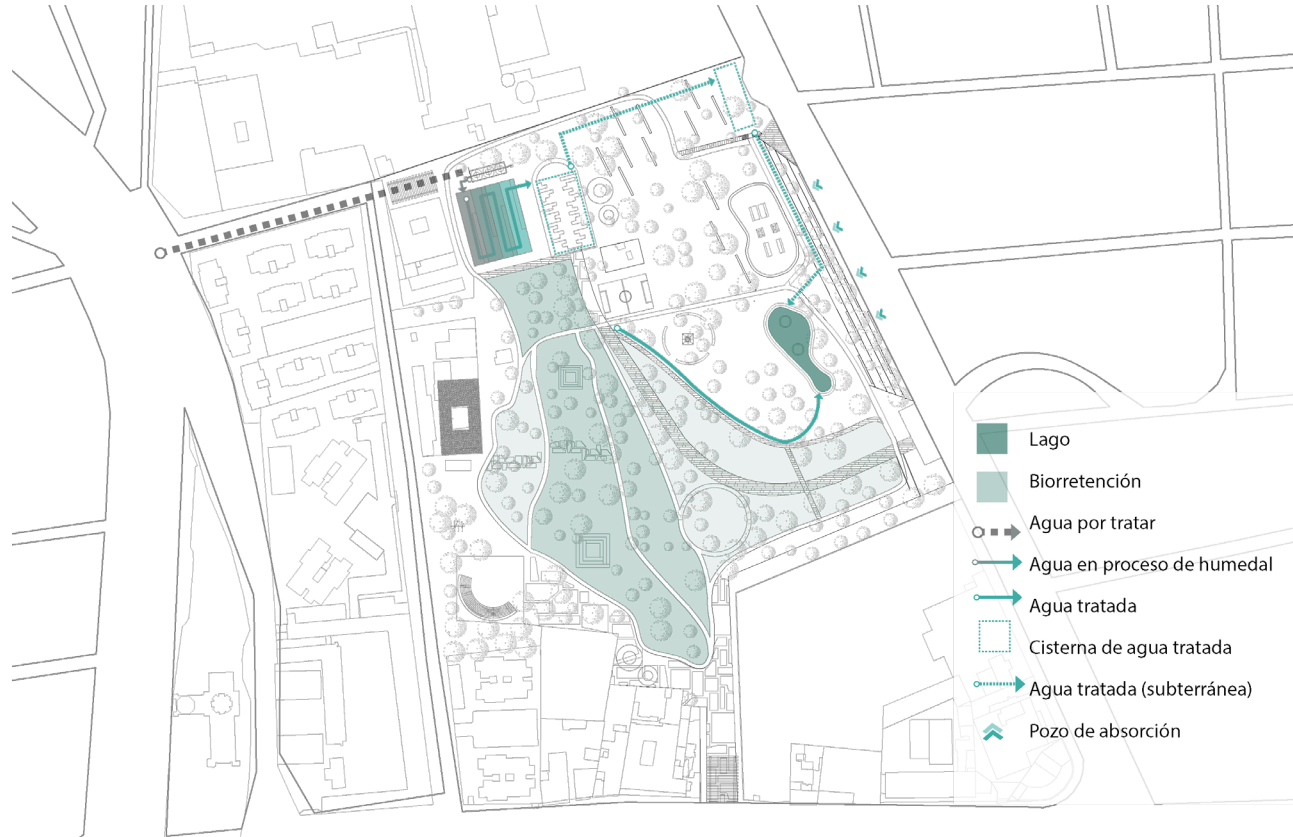 Lago
Biorretención
Agua por tratar
Agua en proceso de humedal
Agua tratada
Cisterna de agua tratada
Agua tratada (subterránea)
Pozo de absorción